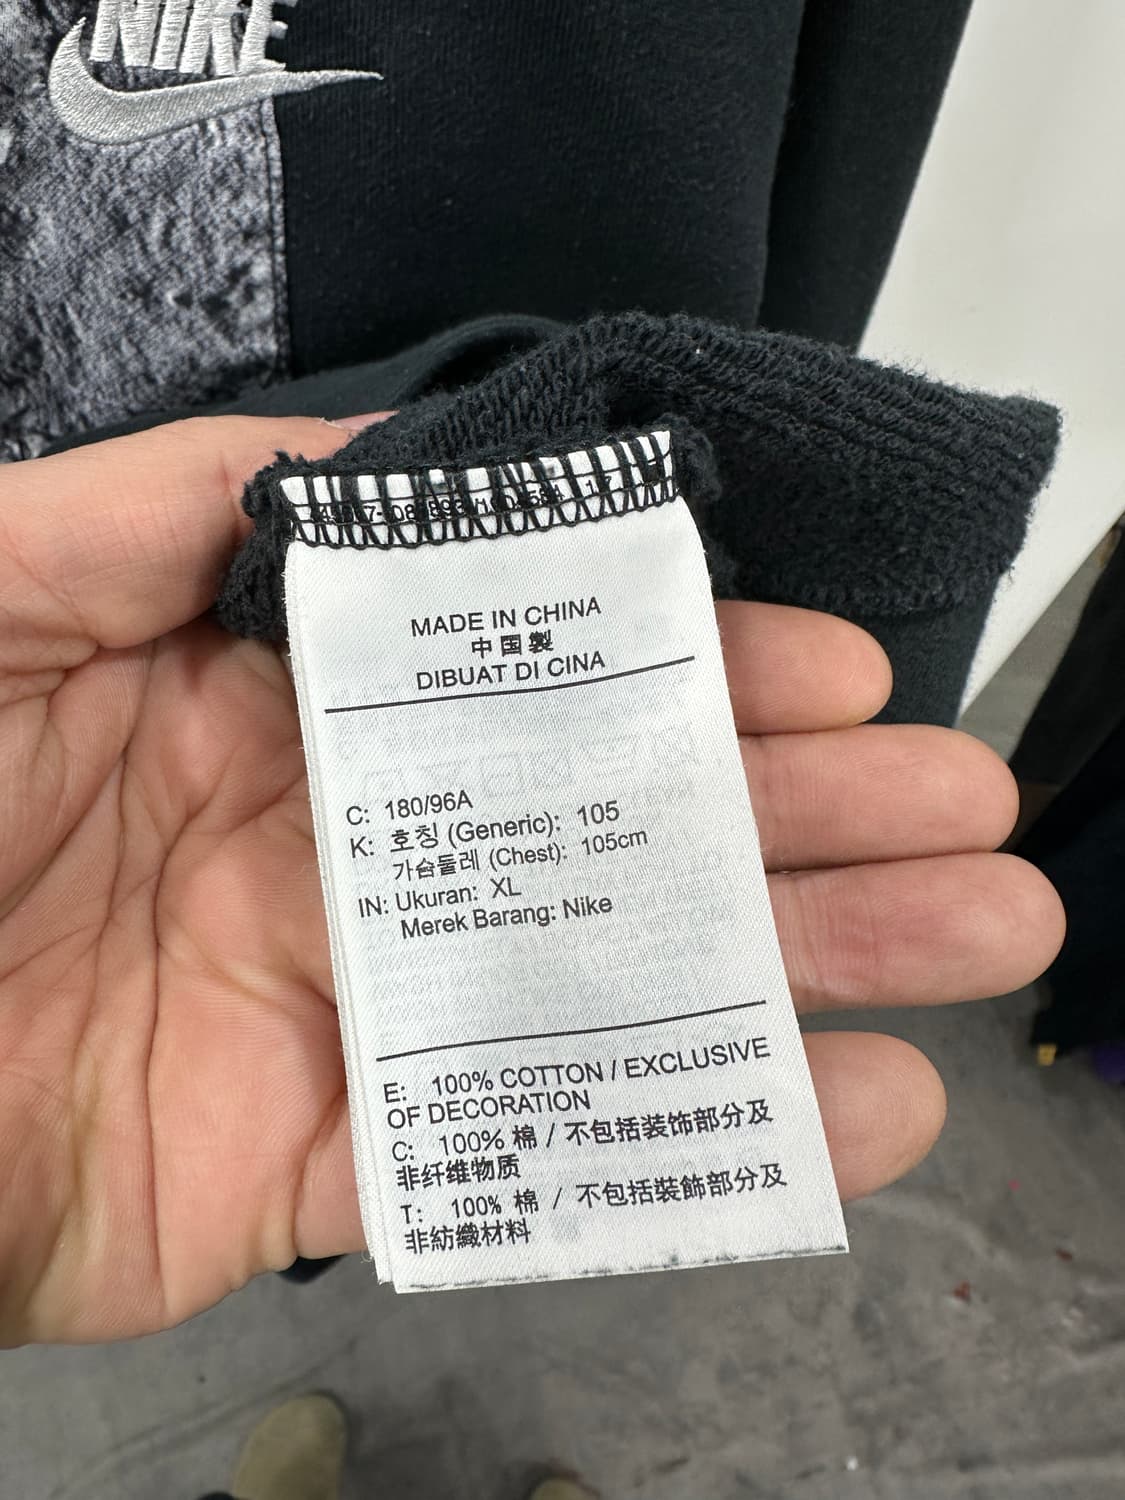 NIKE
MADE IN CHINA
中国製
DIBUAT DI CINA
C: 180/96A
K: 호칭 (Generic): 105
가슴둘레 (Chest): 105cm
IN: Ukuran: XL
Merek Barang: Nike
E: 100% COTTON / EXCLUSIVE
OF DECORATION
C: 100% 棉 / 不包括装饰部分及
非纤维物质
T: 100% 棉 / 不包括裝飾部分及
非紡織材料